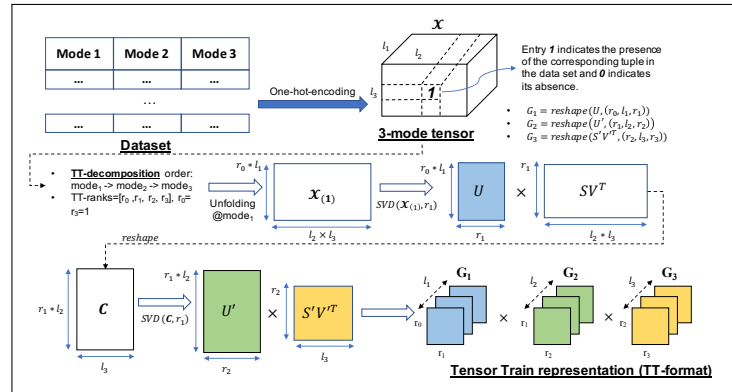 Mode 1 Mode 2 Mode 3
... ... ...
...
... ... ...
Dataset
One-hot-encoding
𝒳
l₁
l₂
l₃
1
3-mode tensor
Entry 1 indicates the presence
of the corresponding tuple in
the data set and 0 indicates
its absence.
• G₁ = reshape(U, (r₀, l₁, r₁))
• G₂ = reshape(U′, (r₁, l₂, r₂))
• G₃ = reshape(S′V′ᵀ, (r₂, l₃, r₃))
• TT-decomposition order:
mode₁ -> mode₂ -> mode₃
• TT-ranks=[r₀ ,r₁, r₂, r₃], r₀=
r₃=1
Unfolding
@mode₁
r₀ * l₁
𝒳₍₁₎
l₂ × l₃
SVD(𝒳₍₁₎, r₁)
r₀ * l₁
U
r₁
×
r₁
SVᵀ
l₂ * l₃
reshape
r₁ * l₂
C
l₃
SVD(C, r₁)
r₁ * l₂
U′
r₂
×
r₂
S′V′ᵀ
l₃
l₁
G₁
r₀
r₁
×
l₂
G₂
r₁
r₂
×
l₃
G₃
r₂
r₃
Tensor Train representation (TT-format)